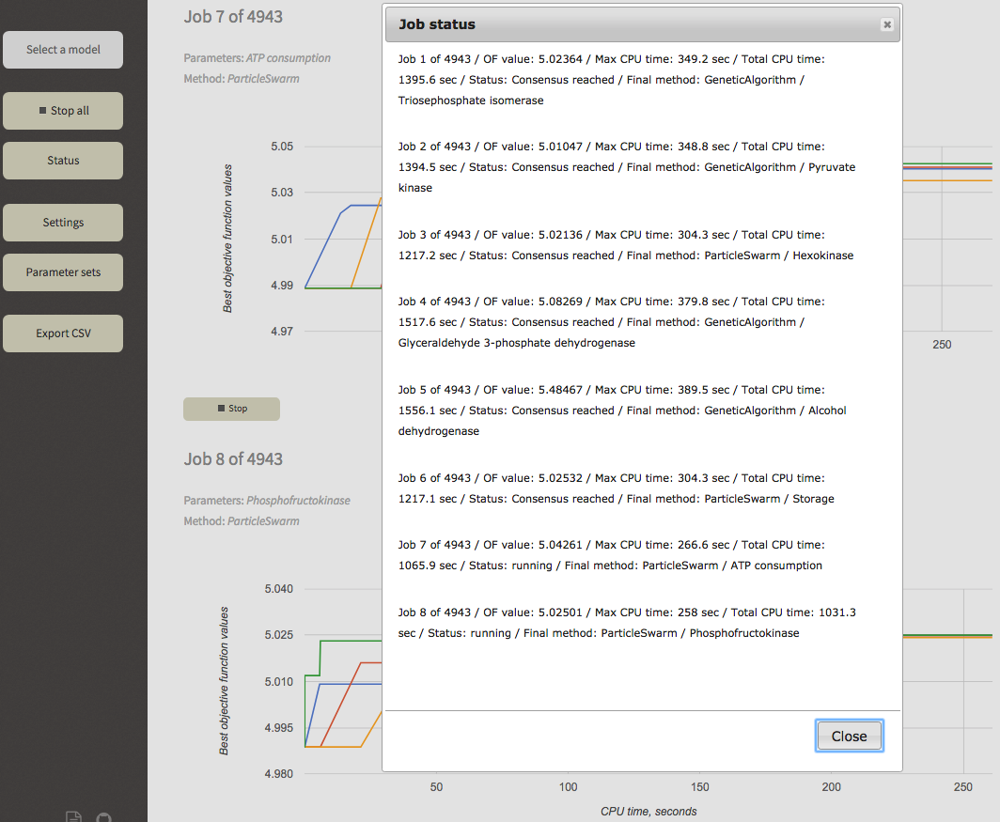 Select a model
Stop all
Status
Settings
Parameter sets
Export CSV
Job 7 of 4943
Parameters: ATP consumption
Method: ParticleSwarm
Best objective function values
5.05
5.03
5.01
4.99
4.97
250
Stop
Job 8 of 4943
Parameters: Phosphofructokinase
Method: ParticleSwarm
Best objective function values
5.040
5.025
5.010
4.995
4.980
50 100 150 200 250
CPU time, seconds
Job status
Job 1 of 4943 / OF value: 5.02364 / Max CPU time: 349.2 sec / Total CPU time:
1395.6 sec / Status: Consensus reached / Final method: GeneticAlgorithm /
Triosephosphate isomerase
Job 2 of 4943 / OF value: 5.01047 / Max CPU time: 348.8 sec / Total CPU time:
1394.5 sec / Status: Consensus reached / Final method: GeneticAlgorithm / Pyruvate
kinase
Job 3 of 4943 / OF value: 5.02136 / Max CPU time: 304.3 sec / Total CPU time:
1217.2 sec / Status: Consensus reached / Final method: ParticleSwarm / Hexokinase
Job 4 of 4943 / OF value: 5.08269 / Max CPU time: 379.8 sec / Total CPU time:
1517.6 sec / Status: Consensus reached / Final method: GeneticAlgorithm /
Glyceraldehyde 3-phosphate dehydrogenase
Job 5 of 4943 / OF value: 5.48467 / Max CPU time: 389.5 sec / Total CPU time:
1556.1 sec / Status: Consensus reached / Final method: GeneticAlgorithm / Alcohol
dehydrogenase
Job 6 of 4943 / OF value: 5.02532 / Max CPU time: 304.3 sec / Total CPU time:
1217.1 sec / Status: Consensus reached / Final method: ParticleSwarm / Storage
Job 7 of 4943 / OF value: 5.04261 / Max CPU time: 266.6 sec / Total CPU time:
1065.9 sec / Status: running / Final method: ParticleSwarm / ATP consumption
Job 8 of 4943 / OF value: 5.02501 / Max CPU time: 258 sec / Total CPU time: 1031.3
sec / Status: running / Final method: ParticleSwarm / Phosphofructokinase
Close